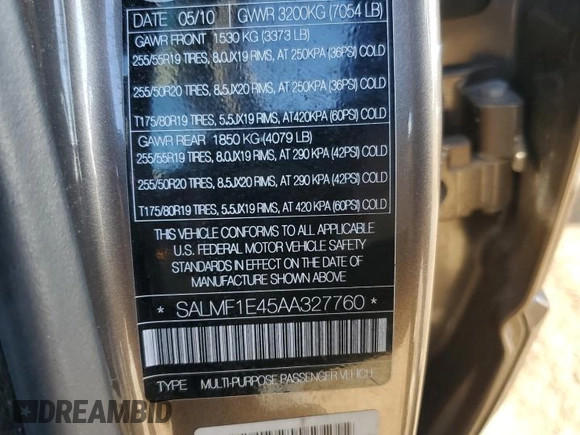 DATE 05/10 GVWR 3200KG (7054 LB)
GAWR FRONT 1530 KG (3373 LB)
255/55R19 TIRES, 8.0JX19 RIMS, AT 250KPA (36PSI) COLD
255/50R20 TIRES, 8.5JX20 RIMS, AT 250KPA (36PSI) COLD
T175/80R19 TIRES, 5.5JX19 RIMS, AT 420KPA (60PSI) COLD
GAWR REAR 1850 KG (4079 LB)
255/55R19 TIRES, 8.0JX19 RIMS, AT 290 KPA (42PSI) COLD
255/50R20 TIRES, 8.5JX20 RIMS, AT 290 KPA (42PSI) COLD
T175/80R19 TIRES, 5.5JX19 RIMS, AT 420 KPA (60PSI) COLD
THIS VEHICLE CONFORMS TO ALL APPLICABLE
U.S. FEDERAL MOTOR VEHICLE SAFETY
STANDARDS IN EFFECT ON THE DATE OF
MANUFACTURE SHOWN ABOVE.
* SALMF1E45AA327760 *
TYPE MULTI-PURPOSE PASSENGER VEHICLE
DREAMBID